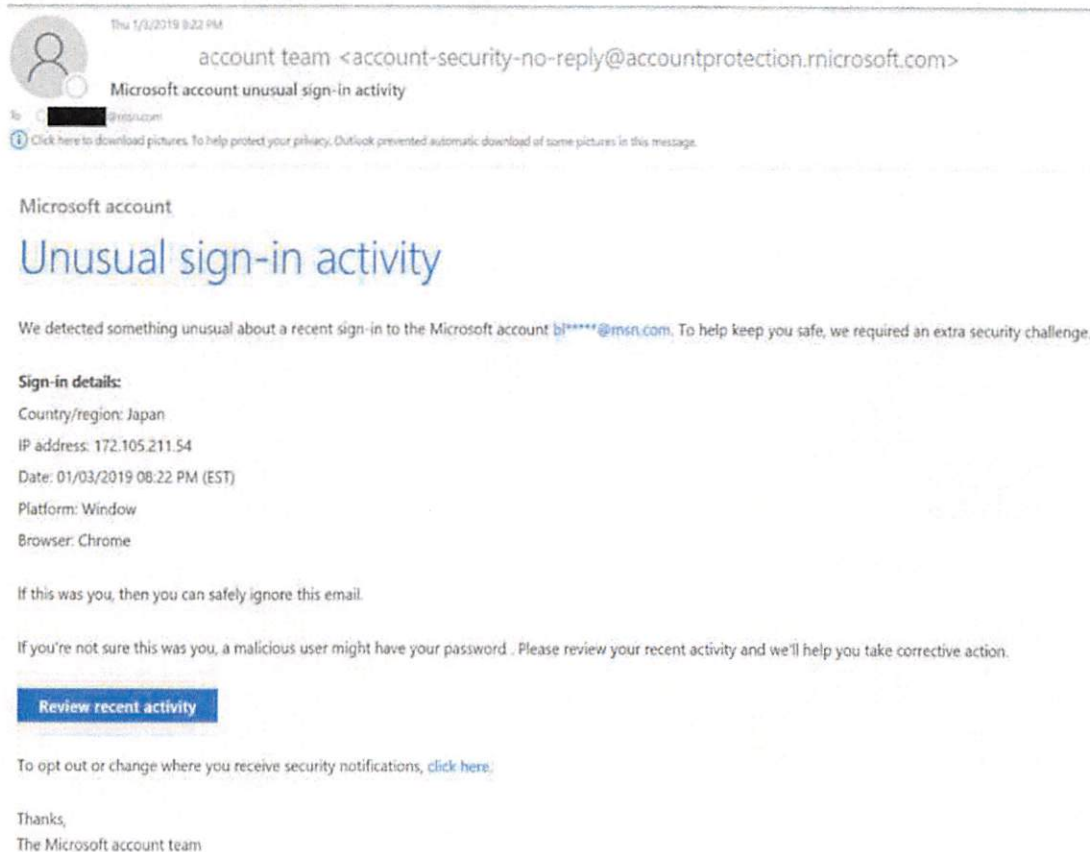 Thu 1/3/2019 8:22 PM
account team <account-security-no-reply@accountprotection.rnicrosoft.com>
Microsoft account unusual sign-in activity
To @msn.com
Click here to download pictures. To help protect your privacy, Outlook prevented automatic download of some pictures in this message.
Microsoft account
Unusual sign-in activity
We detected something unusual about a recent sign-in to the Microsoft account bl*****@msn.com. To help keep you safe, we required an extra security challenge.
Sign-in details:
Country/region: Japan
IP address: 172.105.211.54
Date: 01/03/2019 08:22 PM (EST)
Platform: Window
Browser: Chrome
If this was you, then you can safely ignore this email.
If you're not sure this was you, a malicious user might have your password . Please review your recent activity and we'll help you take corrective action.
Review recent activity
To opt out or change where you receive security notifications, click here.
Thanks,
The Microsoft account team